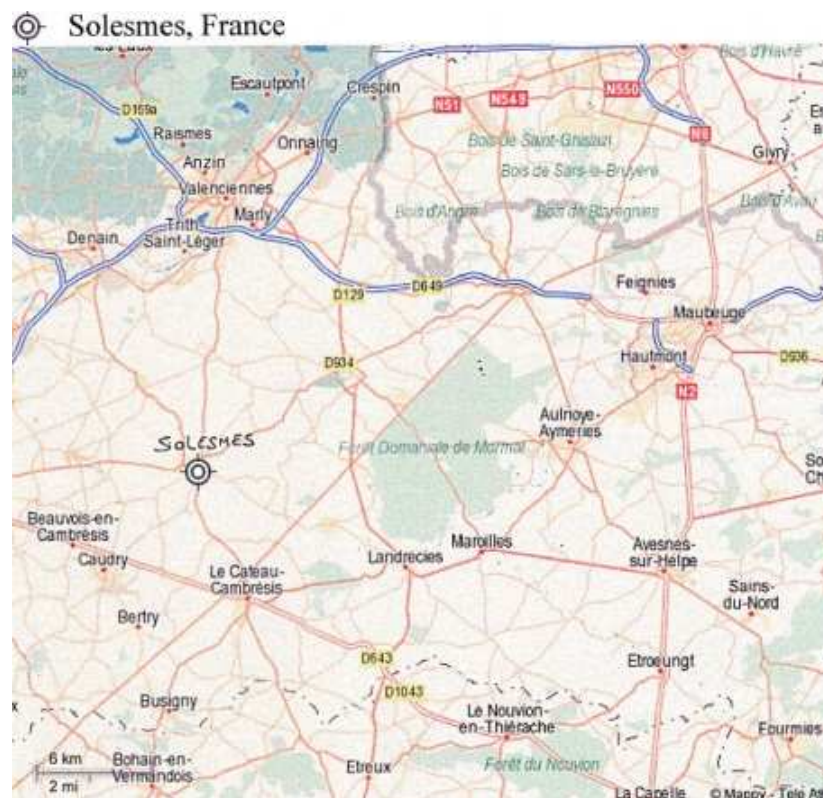 Solesmes, France
Bois d'Havré
Escautpont
Crespin
D169a
N51
N549
N550
Raismes
Onnaing
Bois de Saint-Ghislain
N6
Anzin
Givry
Bois de Sars-la-Bruyère
Valenciennes
Bois d'Angre
Bois de Blaregnies
Marly
Trith
Saint-Léger
Denain
D129
D649
Feignies
Maubeuge
D934
Hautmont
D936
N2
Aulnoye-
Aymeries
SOLESMES
Forêt Domaniale de Mormal
Beauvois-en-
Cambrésis
Caudry
Le Cateau-
Cambrésis
Landrecies
Maroilles
Avesnes-
sur-Helpe
Sains-
du-Nord
Bertry
D643
Etroeungt
D1043
Busigny
Le Nouvion-
en-Thiérache
Fourmies
6 km
2 mi
Bohain-en-
Vermandois
Etreux
Forêt du Nouvion
La Capelle
© Mappy - Tele